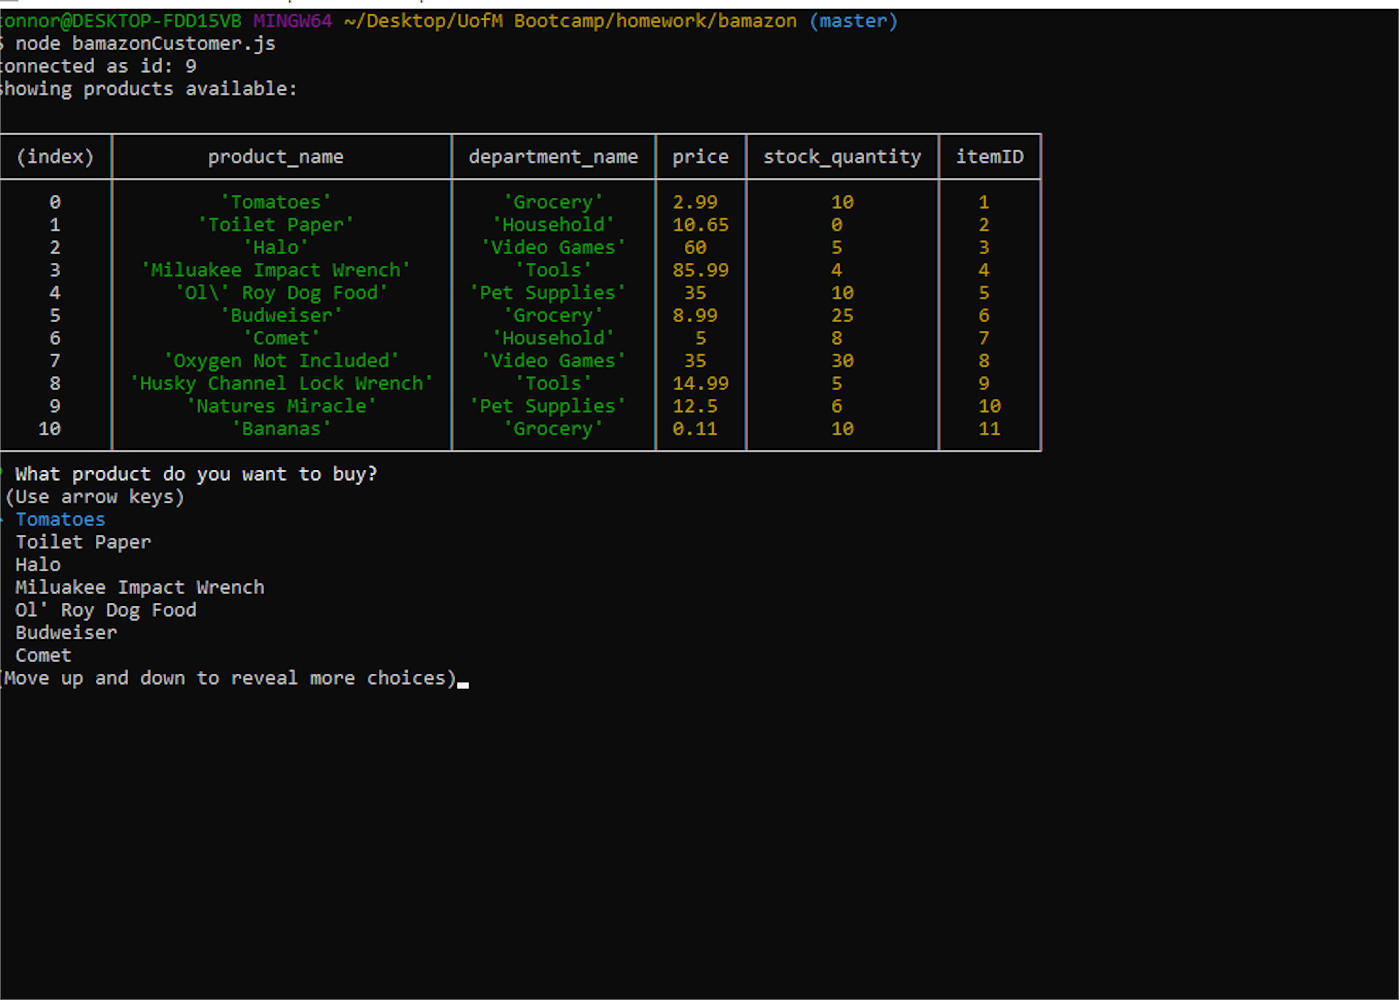 onnor@DESKTOP-FDD15VB MINGW64 ~/Desktop/UofM Bootcamp/homework/bamazon (master)
$ node bamazonCustomer.js
connected as id: 9
showing products available:
(index) product_name department_name price stock_quantity itemID
0 'Tomatoes' 'Grocery' 2.99 10 1
1 'Toilet Paper' 'Household' 10.65 0 2
2 'Halo' 'Video Games' 60 5 3
3 'Miluakee Impact Wrench' 'Tools' 85.99 4 4
4 'Ol\' Roy Dog Food' 'Pet Supplies' 35 10 5
5 'Budweiser' 'Grocery' 8.99 25 6
6 'Comet' 'Household' 5 8 7
7 'Oxygen Not Included' 'Video Games' 35 30 8
8 'Husky Channel Lock Wrench' 'Tools' 14.99 5 9
9 'Natures Miracle' 'Pet Supplies' 12.5 6 10
10 'Bananas' 'Grocery' 0.11 10 11
? What product do you want to buy?
(Use arrow keys)
Tomatoes
Toilet Paper
Halo
Miluakee Impact Wrench
Ol' Roy Dog Food
Budweiser
Comet
(Move up and down to reveal more choices)